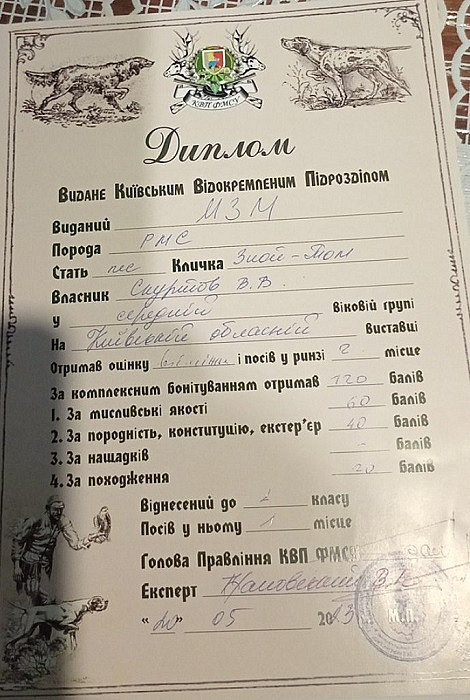 КВП ФМСУ
Диплом
Видане Київським Відокремленим Підрозділом
Виданий МЗМ
Порода РМС
Стать пес Кличка Зной-Том
Власник В.В.
у середній віковій групі
На Київській обласній виставці
Отримав оцінку відмінно і посів у ринзі 2 місце
За комплексним бонітуванням отримав 120 балів
1. За мисливські якості 60 балів
2. За породність, конституцію, екстер'єр 40 балів
3. За нащадків - балів
4. За походження 20 балів
Віднесений до класу
Посів у ньому 1 місце
Голова Правління КВП ФМСУ
Експерт
"20" 05 2013 М.П.